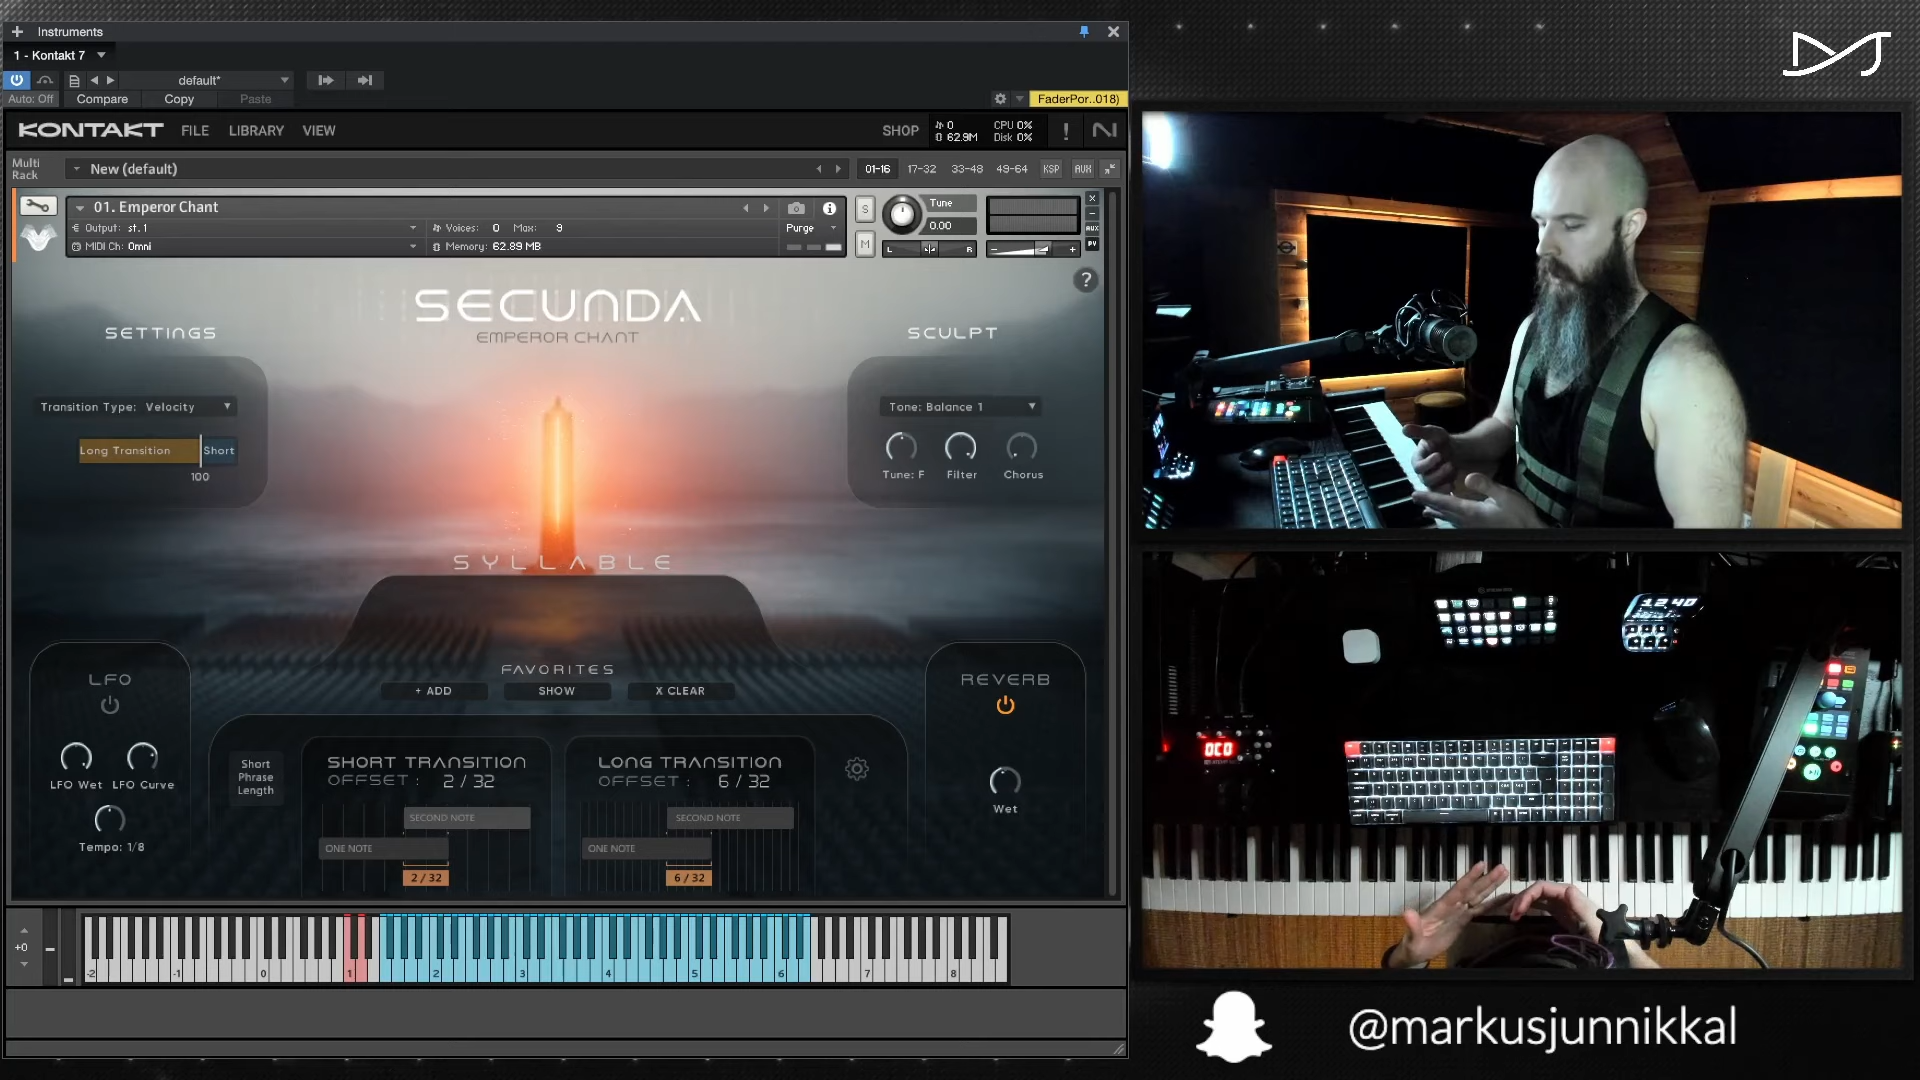 Instruments
1 - Kontakt 7
default*
Auto: Off
Compare
Copy
Paste
FaderPor..018)
KONTAKT
FILE
LIBRARY
VIEW
SHOP
0
0 62.9M
CPU 0%
Disk 0%
!
Multi
Rack
New (default)
01-16
17-32
33-48
49-64
KSP
AUX
01. Emperor Chant
Output: st.1
Voices: 0 Max: 9
Purge
MIDI Ch: Omni
Memory: 62.89 MB
S
M
Tune
0.00
L
R
AUX
PV
?
SECUNDA
EMPEROR CHANT
SETTINGS
Transition Type: Velocity
Long Transition
Short
100
SCULPT
Tone: Balance 1
Tune: F
Filter
Chorus
SYLLABLE
FAVORITES
+ ADD
SHOW
X CLEAR
LFO
LFO Wet
LFO Curve
Tempo: 1/8
REVERB
Wet
Short
Phrase
Length
SHORT TRANSITION
OFFSET : 2 / 32
SECOND NOTE
ONE NOTE
2 / 32
LONG TRANSITION
OFFSET : 6 / 32
SECOND NOTE
ONE NOTE
6 / 32
+0
-2
-1
0
1
2
3
4
5
6
7
8
@markusjunnikkal